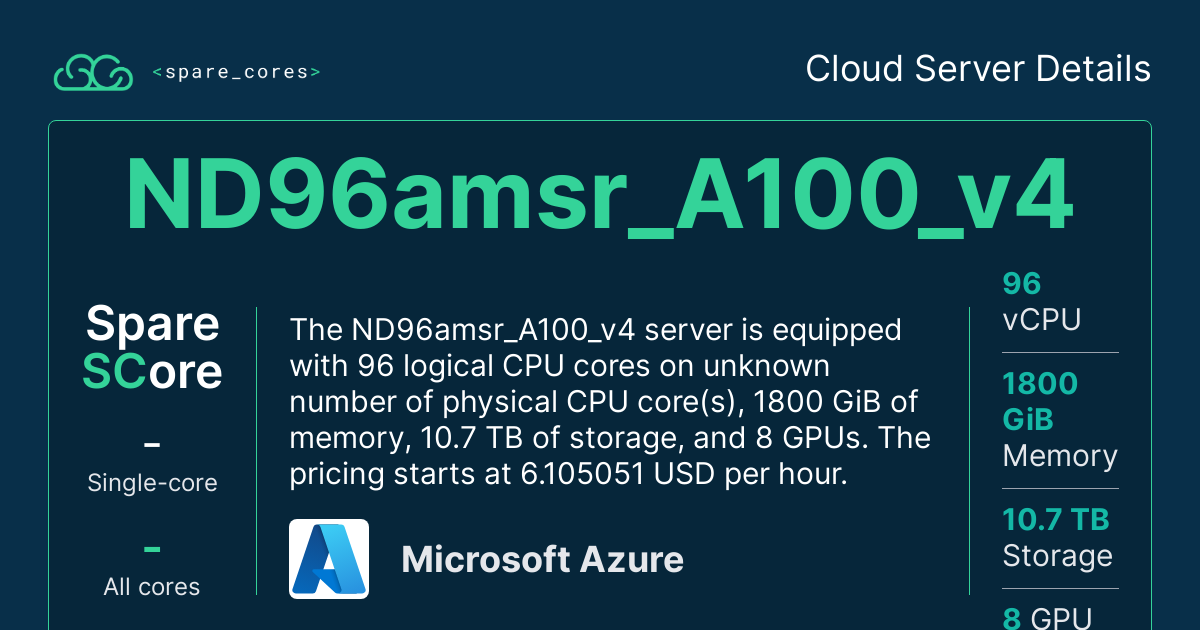 <spare_cores>
Cloud Server Details
ND96amsr_A100_v4
Spare
SCore
-
Single-core
-
All cores
The ND96amsr_A100_v4 server is equipped
with 96 logical CPU cores on unknown
number of physical CPU core(s), 1800 GiB of
memory, 10.7 TB of storage, and 8 GPUs. The
pricing starts at 6.105051 USD per hour.
Microsoft Azure
96
vCPU
1800
GiB
Memory
10.7 TB
Storage
8 GPU